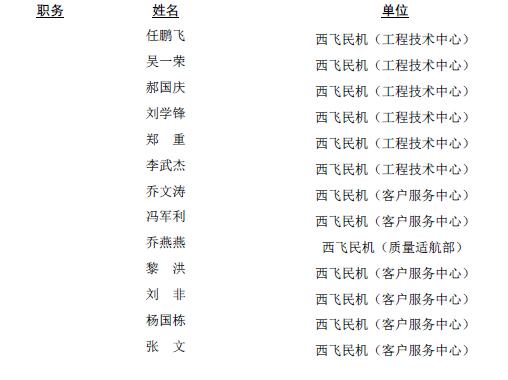 职务 姓名 单位
任鹏飞 西飞民机（工程技术中心）
吴一荣 西飞民机（工程技术中心）
郝国庆 西飞民机（工程技术中心）
刘学锋 西飞民机（工程技术中心）
郑　重 西飞民机（工程技术中心）
李武杰 西飞民机（工程技术中心）
乔文涛 西飞民机（客户服务中心）
冯军利 西飞民机（客户服务中心）
乔燕燕 西飞民机（质量适航部）
黎　洪 西飞民机（客户服务中心）
刘　非 西飞民机（客户服务中心）
杨国栋 西飞民机（客户服务中心）
张　文 西飞民机（客户服务中心）